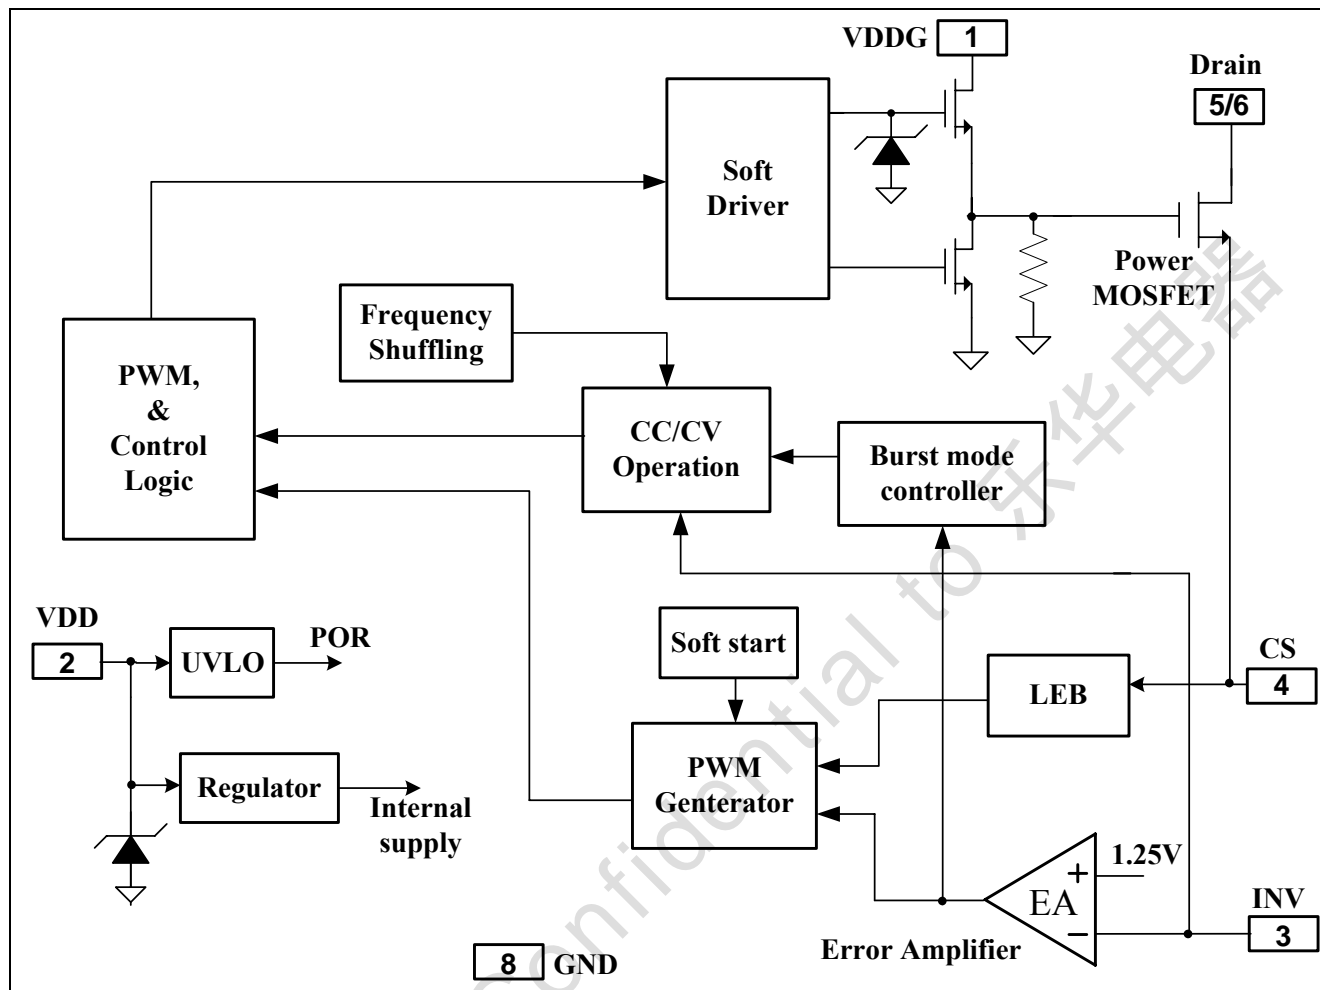 VDDG
1
Drain
5/6
Soft
Driver
Power
MOSFET
Frequency
Shuffling
PWM,
&
Control
Logic
CC/CV
Operation
Burst mode
controller
VDD
2
UVLO
POR
Soft start
LEB
CS
4
Regulator
Internal
supply
PWM
Genterator
1.25V
+
EA
−
Error Amplifier
INV
3
8
GND
Confidential to 乐华电器